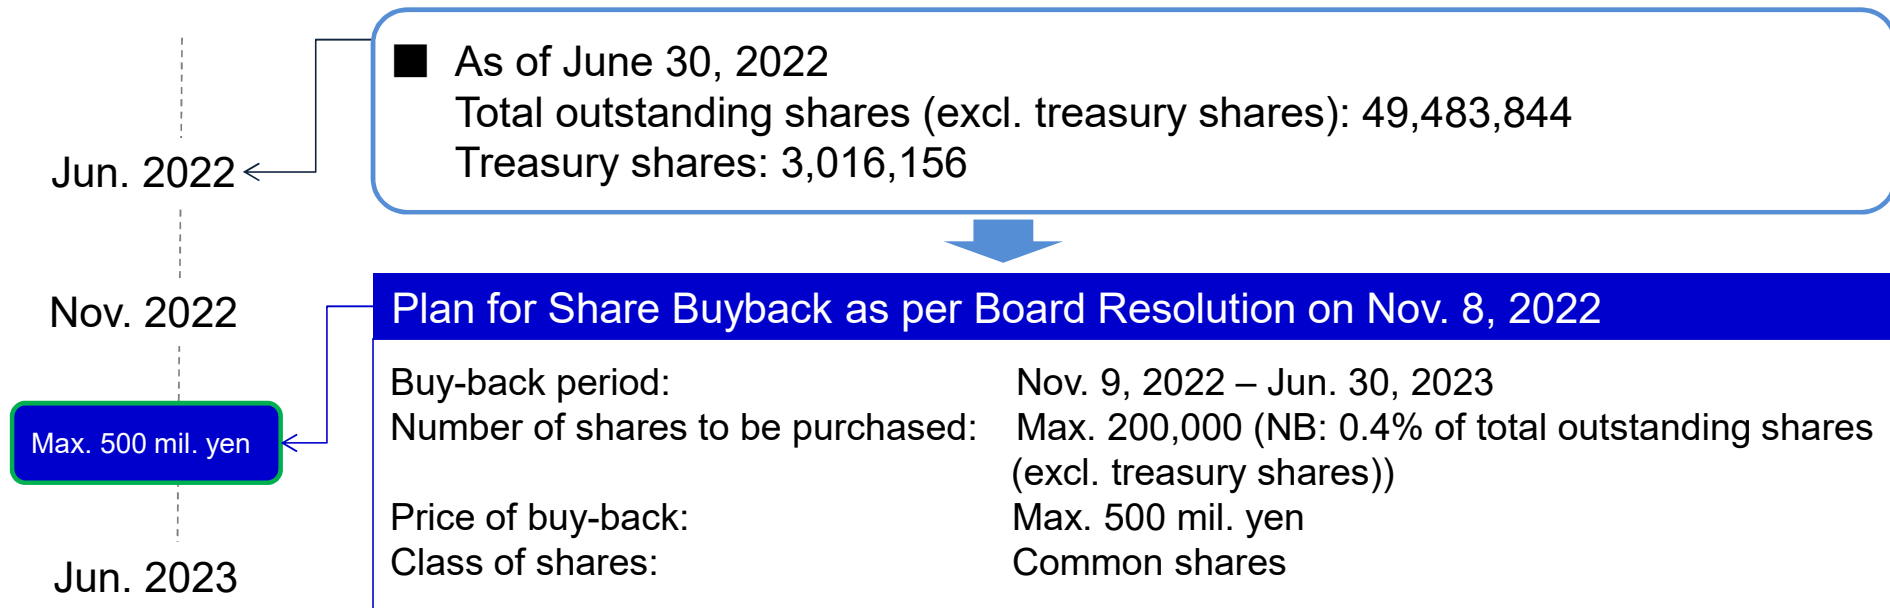 ■ As of June 30, 2022
Total outstanding shares (excl. treasury shares): 49,483,844
Treasury shares: 3,016,156
Jun. 2022
Nov. 2022
Plan for Share Buyback as per Board Resolution on Nov. 8, 2022
Buy-back period: Nov. 9, 2022 – Jun. 30, 2023
Number of shares to be purchased: Max. 200,000 (NB: 0.4% of total outstanding shares
(excl. treasury shares))
Price of buy-back: Max. 500 mil. yen
Class of shares: Common shares
Max. 500 mil. yen
Jun. 2023